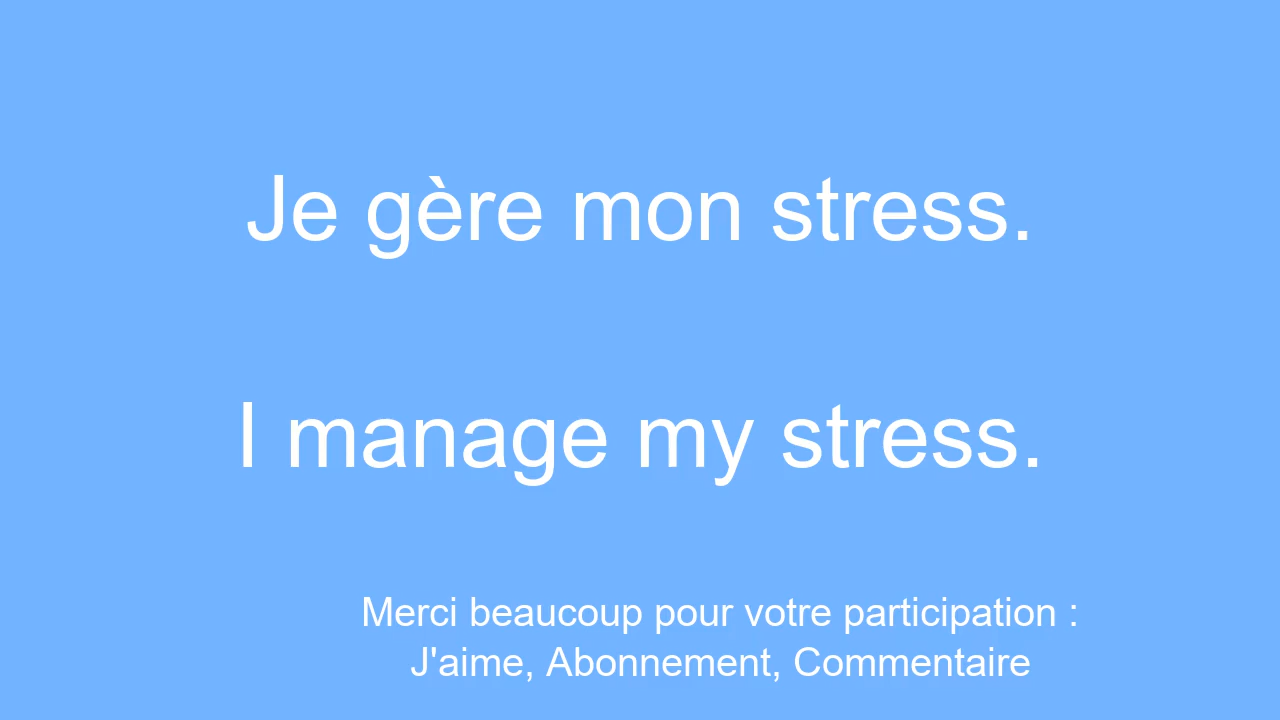 Je gère mon stress.
I manage my stress.
Merci beaucoup pour votre participation :
J'aime, Abonnement, Commentaire